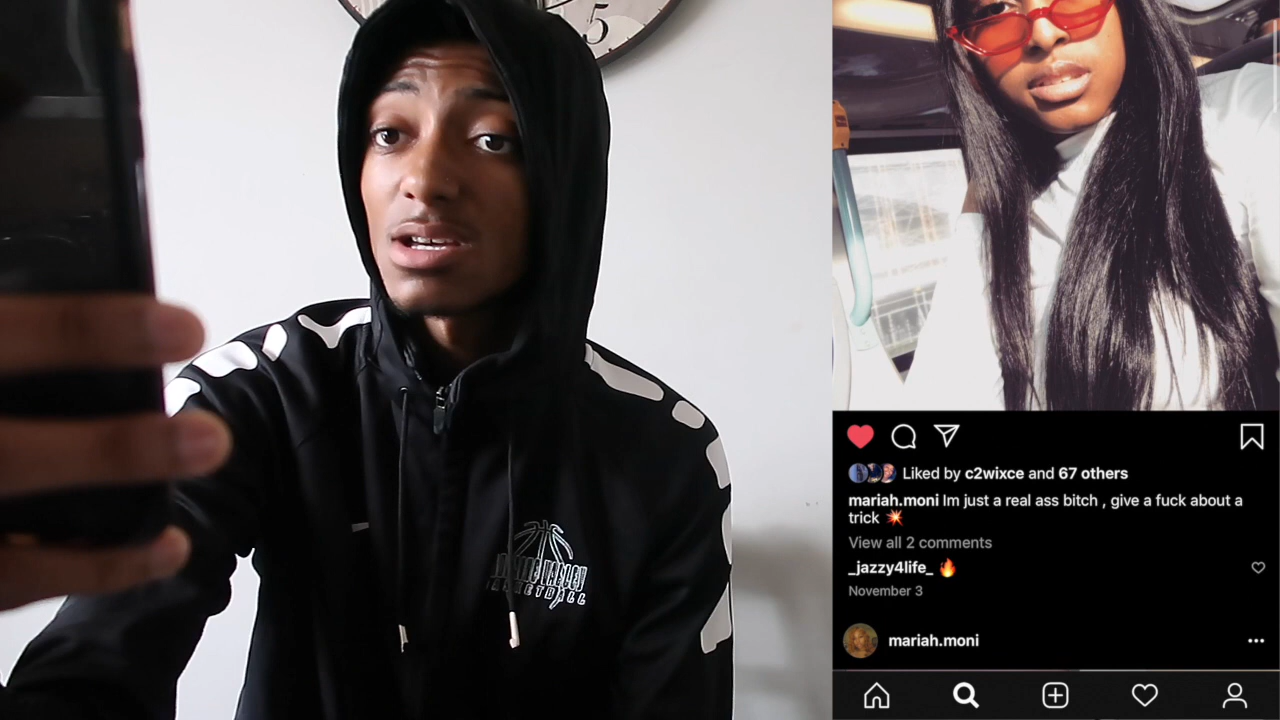 5
BASKETBALL
Liked by c2wixce and 67 others
mariah.moni Im just a real ass bitch , give a fuck about a
trick 💥
View all 2 comments
_jazzy4life_ 🔥
November 3
mariah.moni